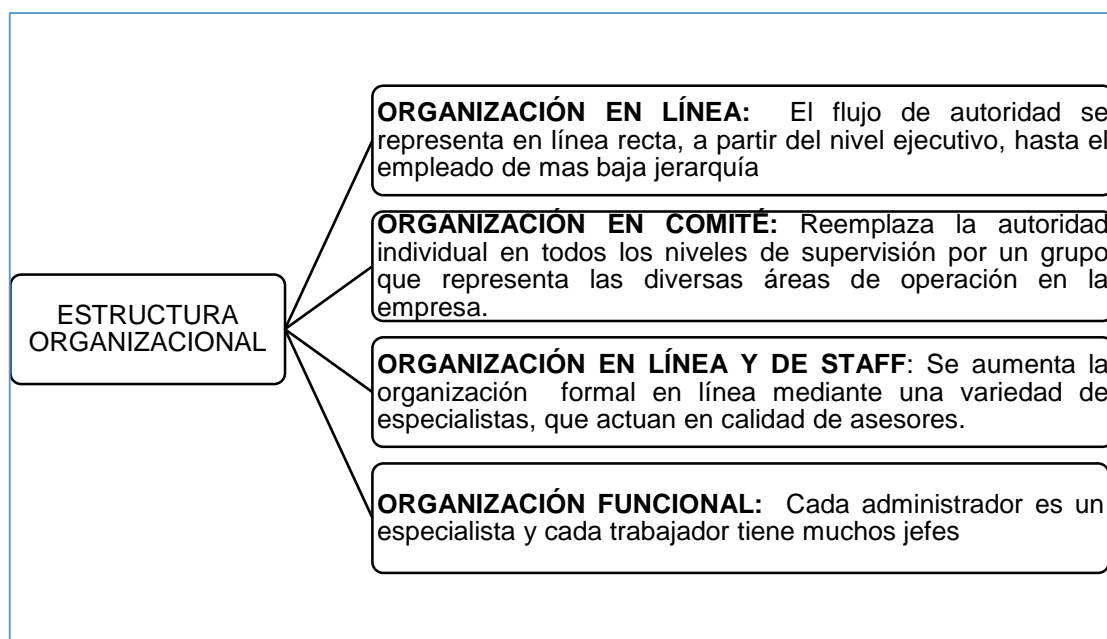 ESTRUCTURA
ORGANIZACIONAL
ORGANIZACIÓN EN LÍNEA: El flujo de autoridad se
representa en línea recta, a partir del nivel ejecutivo, hasta el
empleado de mas baja jerarquía
ORGANIZACIÓN EN COMITÉ: Reemplaza la autoridad
individual en todos los niveles de supervisión por un grupo
que representa las diversas áreas de operación en la
empresa.
ORGANIZACIÓN EN LÍNEA Y DE STAFF: Se aumenta la
organización formal en línea mediante una variedad de
especialistas, que actuan en calidad de asesores.
ORGANIZACIÓN FUNCIONAL: Cada administrador es un
especialista y cada trabajador tiene muchos jefes